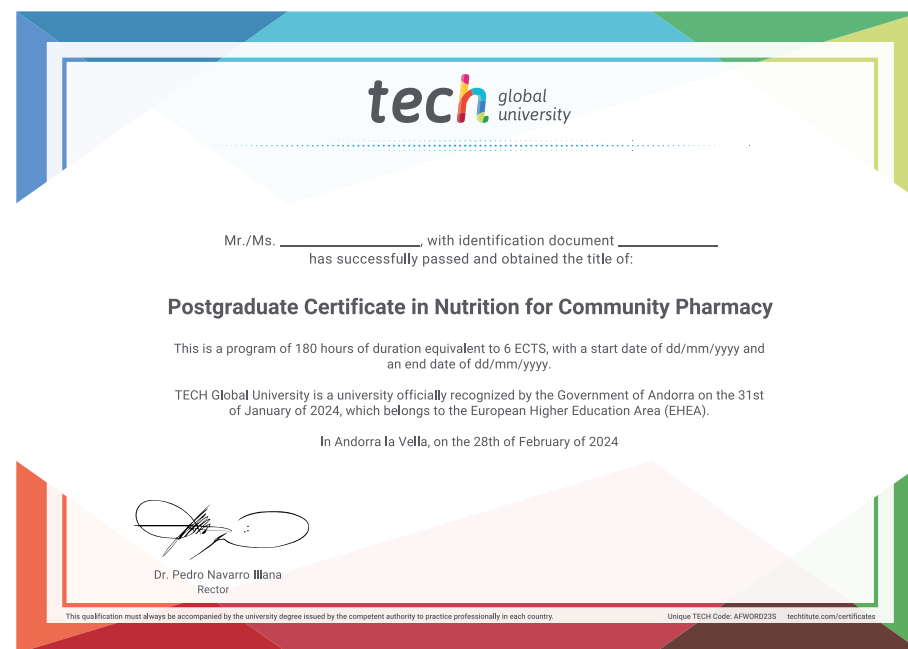 tech global university
Mr./Ms. ____________, with identification document ____________
has successfully passed and obtained the title of:
Postgraduate Certificate in Nutrition for Community Pharmacy
This is a program of 180 hours of duration equivalent to 6 ECTS, with a start date of dd/mm/yyyy and
an end date of dd/mm/yyyy.
TECH Global University is a university officially recognized by the Government of Andorra on the 31st
of January of 2024, which belongs to the European Higher Education Area (EHEA).
In Andorra la Vella, on the 28th of February of 2024
Dr. Pedro Navarro Illana
Rector
This qualification must always be accompanied by the university degree issued by the competent authority to practice professionally in each country.
Unique TECH Code: AFWORD23S techtitute.com/certificates